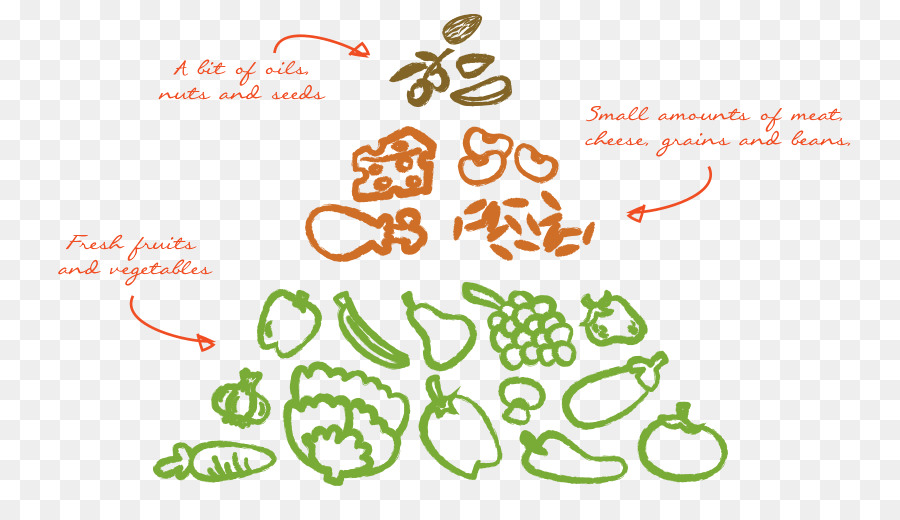 A bit of oils,
nuts and seeds
Small amounts of meat,
cheese, grains and beans,
Fresh fruits
and vegetables